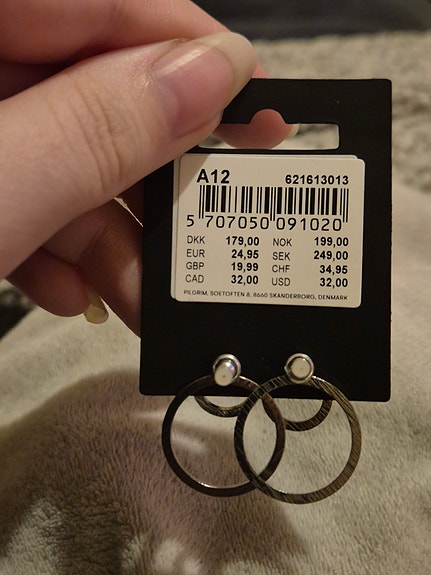 A12 621613013
5 707050 091020
DKK 179,00 NOK 199,00
EUR 24,95 SEK 249,00
GBP 19,99 CHF 34,95
CAD 32,00 USD 32,00
PILGRIM, SOETOFTEN 8, 8660 SKANDERBORG, DENMARK